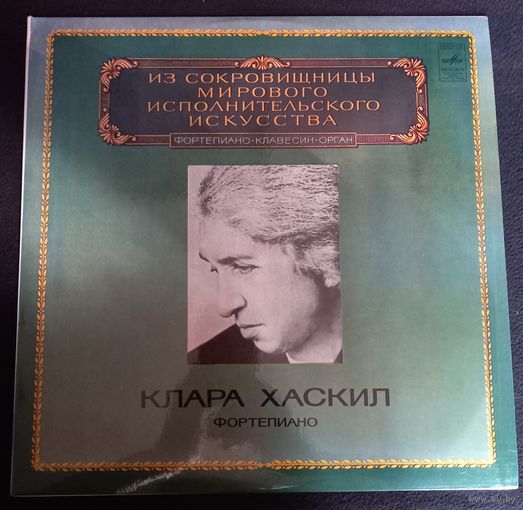 ИЗ СОКРОВИЩНИЦЫ
МИРОВОГО
ИСПОЛНИТЕЛЬСКОГО
ИСКУССТВА
ФОРТЕПИАНО·КЛАВЕСИН·ОРГАН
КЛАРА ХАСКИЛ
ФОРТЕПИАНО